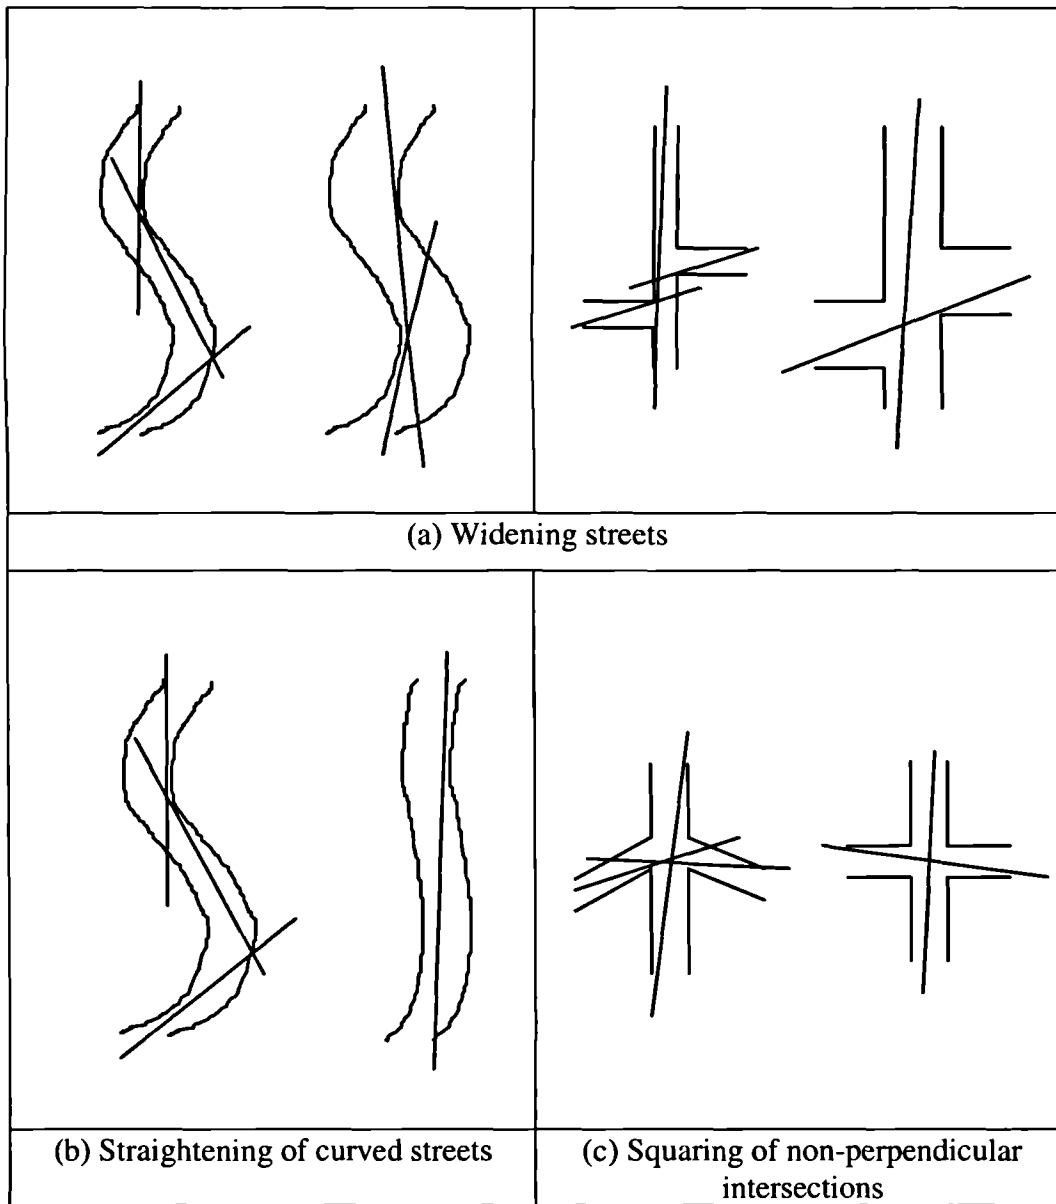 (a) Widening streets
(b) Straightening of curved streets
(c) Squaring of non-perpendicular
intersections